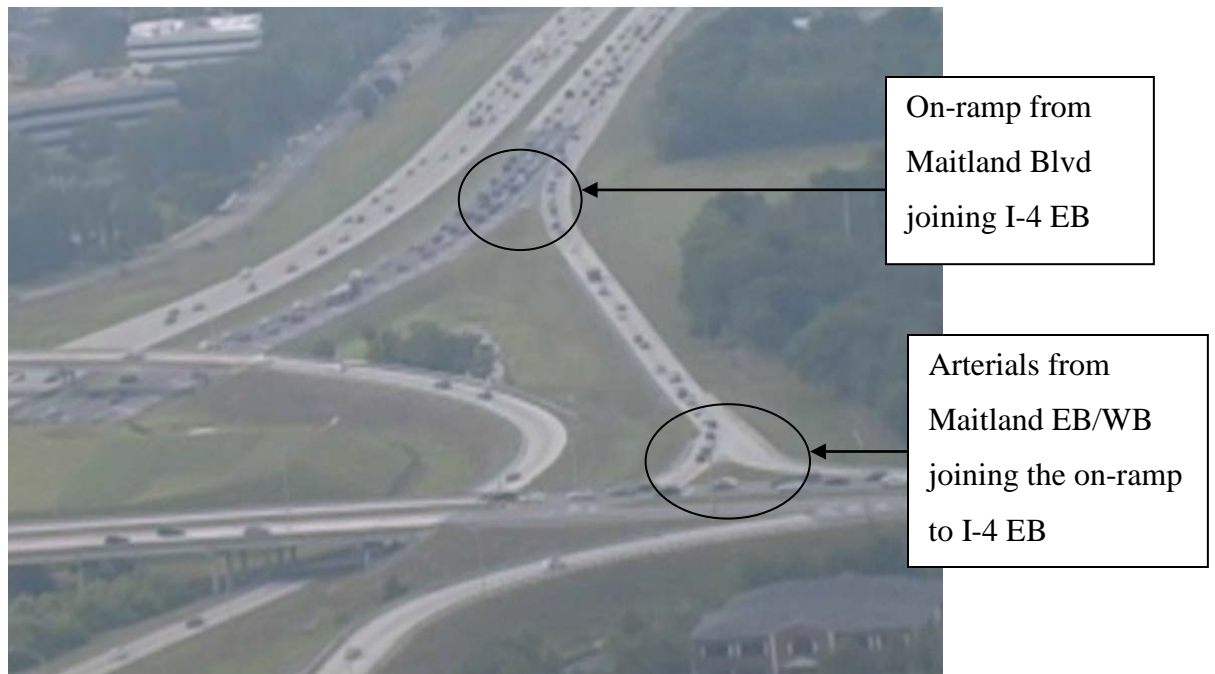 On-ramp from
Maitland Blvd
joining I-4 EB
Arterials from
Maitland EB/WB
joining the on-ramp
to I-4 EB